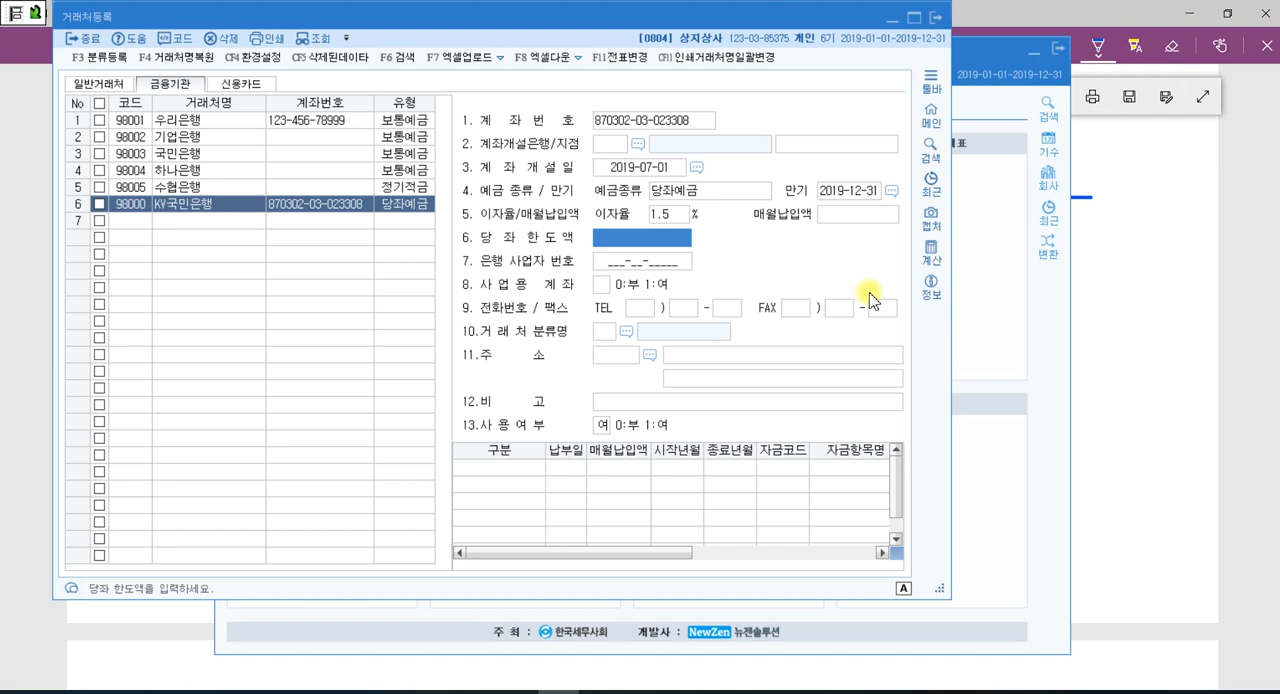 거래처등록
종료 도움 코드 삭제 인쇄 조회 [0804] 상지상사 123-03-85375 개인 6기 2019-01-01~2019-12-31
F3 분류등록 F4 거래처명복원 CF4 환경설정 CF5 삭제된데이타 F6 검색 F7 엑셀업로드 F8 엑셀다운 F11 전표변경 CF11 인쇄거래처명일괄변경
2019-01-01~2019-12-31
일반거래처 금융기관 신용카드
No 코드 거래처명 계좌번호 유형
1 98001 우리은행 123-456-78999 보통예금
2 98002 기업은행 보통예금
3 98003 국민은행 보통예금
4 98004 하나은행 보통예금
5 98005 수협은행 정기적금
6 98000 KV국민은행 870302-03-023308 당좌예금
7
1. 계 좌 번 호 870302-03-023308
2. 계좌개설은행/지점
3. 계 좌 개 설 일 2019-07-01
4. 예금 종류 / 만기 예금종류 당좌예금 만기 2019-12-31
5. 이자율/매월납입액 이자율 1.5 % 매월납입액
6. 당 좌 한 도 액
7. 은행 사업자 번호 ___-__-_____
8. 사 업 용 계 좌 0:부 1:여
9. 전화번호 / 팩스 TEL ) - FAX ) -
10.거 래 처 분류명
11.주 소
12.비 고
13.사 용 여 부 여 0:부 1:여
구분 납부일 매월납입액 시작년월 종료년월 자금코드 자금항목명
툴바
메인
검색
최근
캡처
계산
정보
검색
기수
회사
최근
변환
표
당좌 한도액을 입력하세요.
A
주 최 : 한국세무사회 개발사 : NewZen 뉴젠솔루션